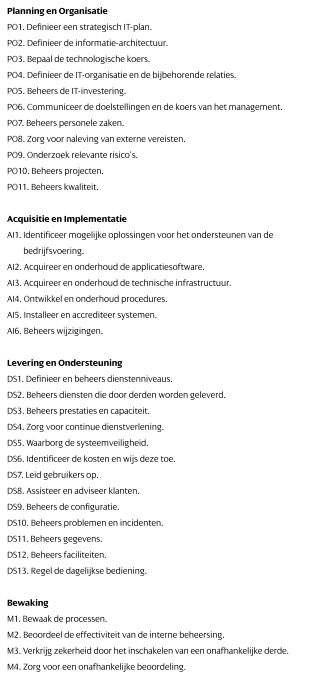 Planning en Organisatie
PO1. Definieer een strategisch IT-plan.
PO2. Definieer de informatie-architectuur.
PO3. Bepaal de technologische koers.
PO4. Definieer de IT-organisatie en de bijbehorende relaties.
PO5. Beheers de IT-investering.
PO6. Communiceer de doelstellingen en de koers van het management.
PO7. Beheers personele zaken.
PO8. Zorg voor naleving van externe vereisten.
PO9. Onderzoek relevante risico's.
PO10. Beheers projecten.
PO11. Beheers kwaliteit.
Acquisitie en Implementatie
AI1. Identificeer mogelijke oplossingen voor het ondersteunen van de
bedrijfsvoering.
AI2. Acquireer en onderhoud de applicatiesoftware.
AI3. Acquireer en onderhoud de technische infrastructuur.
AI4. Ontwikkel en onderhoud procedures.
AI5. Installeer en accrediteer systemen.
AI6. Beheers wijzigingen.
Levering en Ondersteuning
DS1. Definieer en beheers dienstenniveaus.
DS2. Beheers diensten die door derden worden geleverd.
DS3. Beheers prestaties en capaciteit.
DS4. Zorg voor continue dienstverlening.
DS5. Waarborg de systeemveiligheid.
DS6. Identificeer de kosten en wijs deze toe.
DS7. Leid gebruikers op.
DS8. Assisteer en adviseer klanten.
DS9. Beheers de configuratie.
DS10. Beheers problemen en incidenten.
DS11. Beheers gegevens.
DS12. Beheers faciliteiten.
DS13. Regel de dagelijkse bediening.
Bewaking
M1. Bewaak de processen.
M2. Beoordeel de effectiviteit van de interne beheersing.
M3. Verkrijg zekerheid door het inschakelen van een onafhankelijke derde.
M4. Zorg voor een onafhankelijke beoordeling.